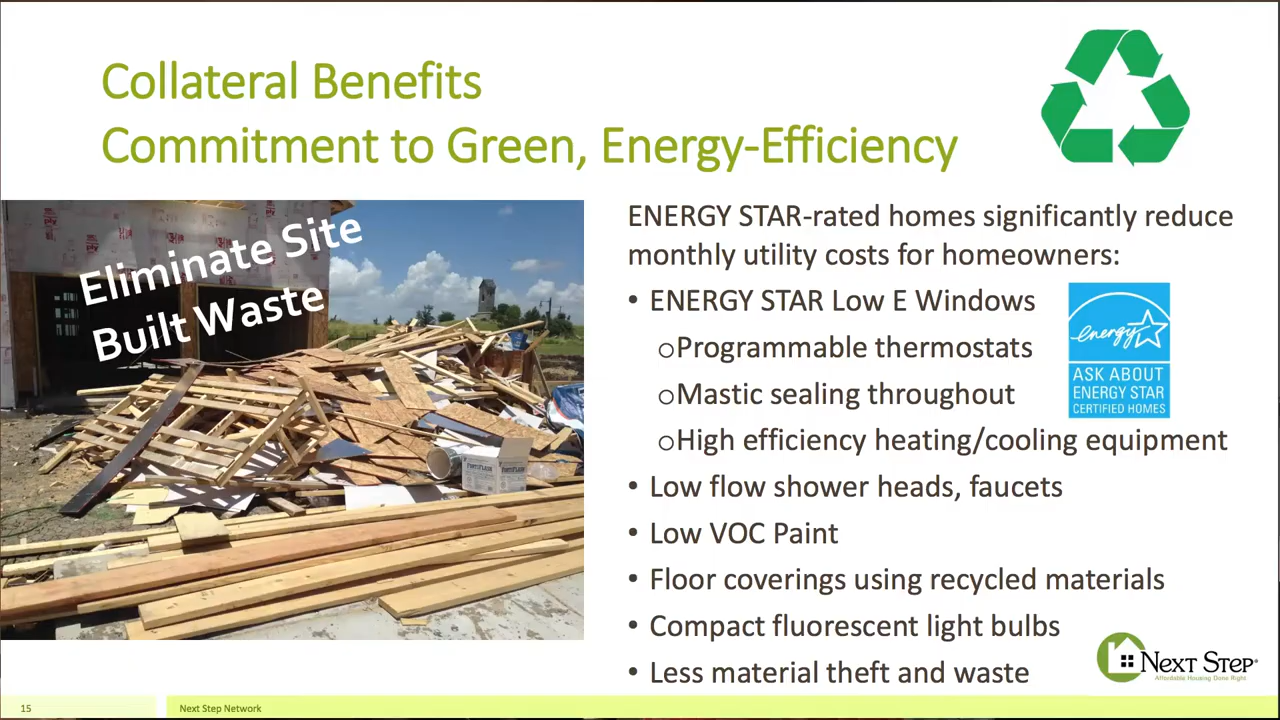 Collateral Benefits
Commitment to Green, Energy-Efficiency
Eliminate Site
Built Waste
ENERGY STAR-rated homes significantly reduce
monthly utility costs for homeowners:
• ENERGY STAR Low E Windows
oProgrammable thermostats
oMastic sealing throughout
oHigh efficiency heating/cooling equipment
• Low flow shower heads, faucets
• Low VOC Paint
• Floor coverings using recycled materials
• Compact fluorescent light bulbs
• Less material theft and waste
energy
ASK ABOUT
ENERGY STAR
CERTIFIED HOMES
NEXT STEP®
Affordable Housing Done Right
15
Next Step Network